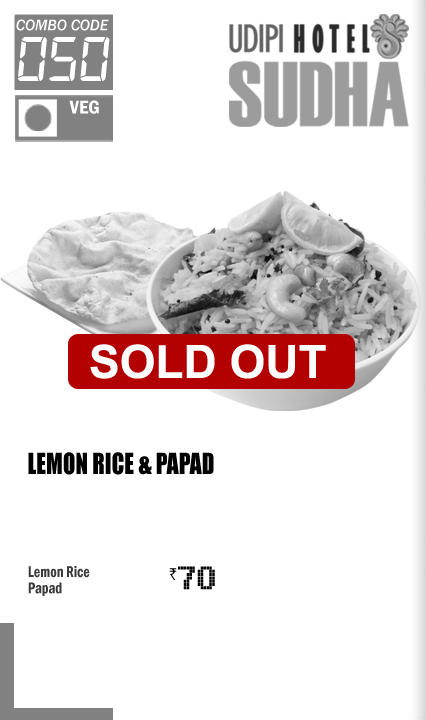 COMBO CODE
050
VEG
UDIPI HOTEL
SUDHA
SOLD OUT
LEMON RICE & PAPAD
Lemon Rice
Papad
₹70